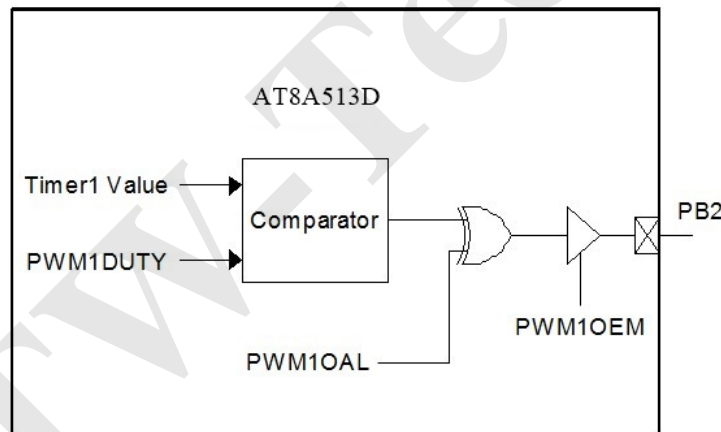 AT8A513D
Timer1 Value
Comparator
PB2
PWM1DUTY
PWM1OEM
PWM1OAL